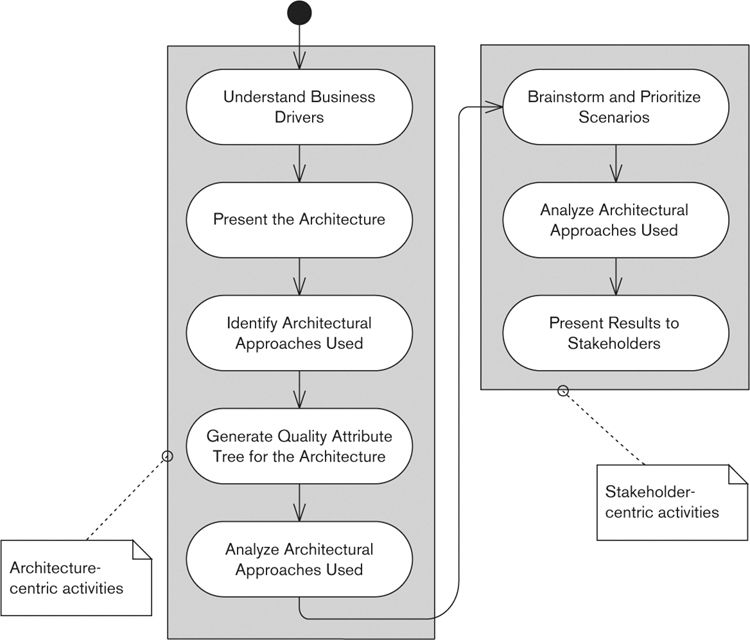 Understand Business
Drivers
Present the Architecture
Identify Architectural
Approaches Used
Generate Quality Attribute
Tree for the Architecture
Analyze Architectural
Approaches Used
Architecture-
centric activities
Brainstorm and Prioritize
Scenarios
Analyze Architectural
Approaches Used
Present Results to
Stakeholders
Stakeholder-
centric activities